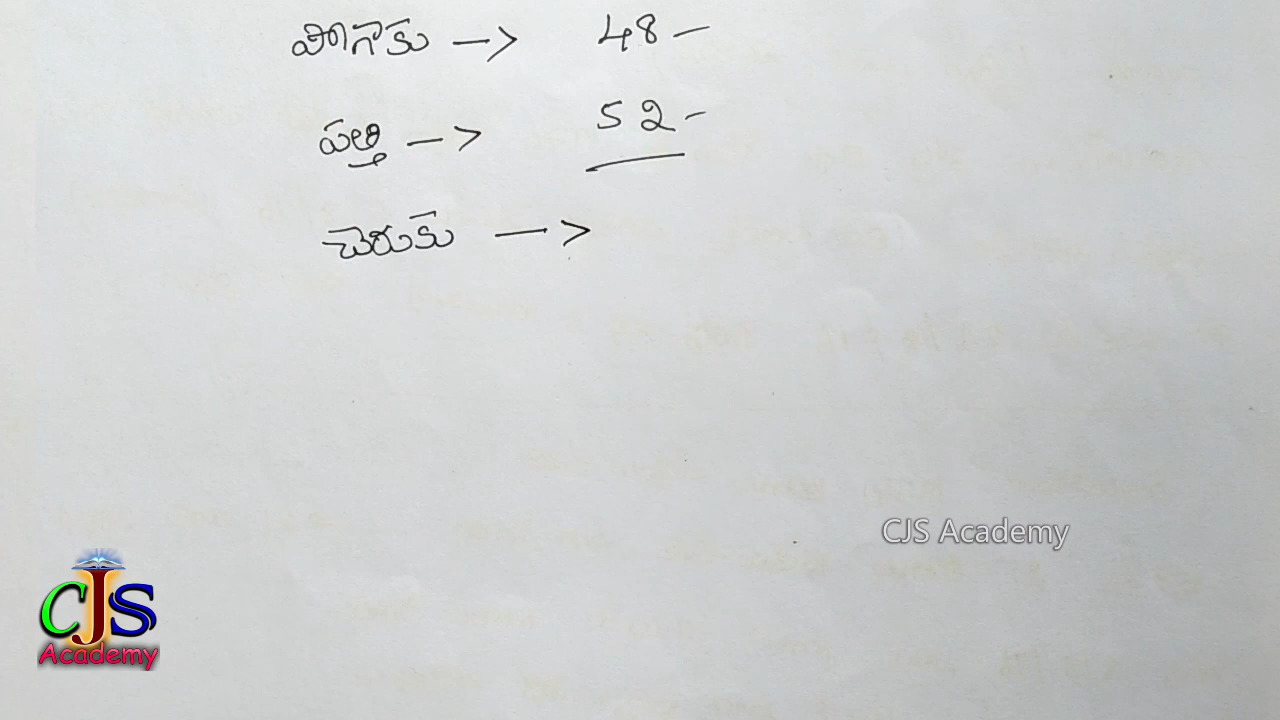 పొగాకు —> 48 –
పత్తి —> 52 –
చెరుకు —>
CJS Academy
CJS
Academy